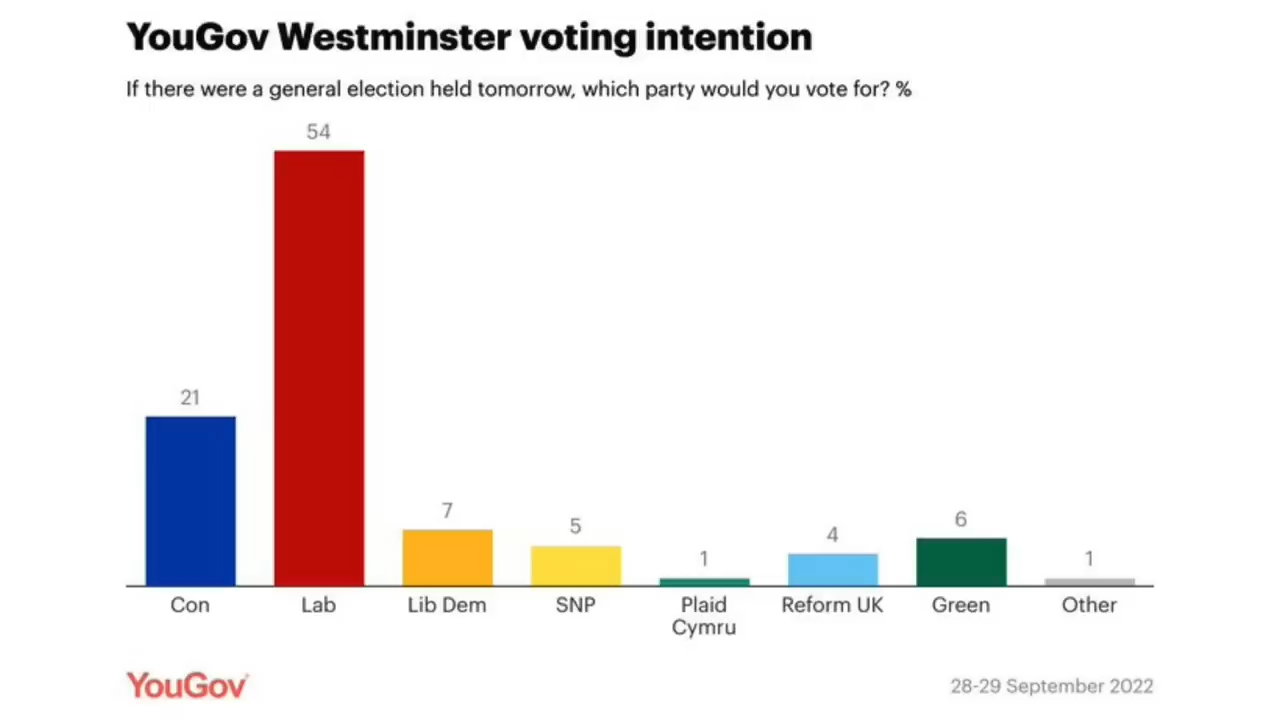 YouGov Westminster voting intention
If there were a general election held tomorrow, which party would you vote for? %
54
21
7
5
1
4
6
1
Con
Lab
Lib Dem
SNP
Plaid
Cymru
Reform UK
Green
Other
YouGov
28-29 September 2022